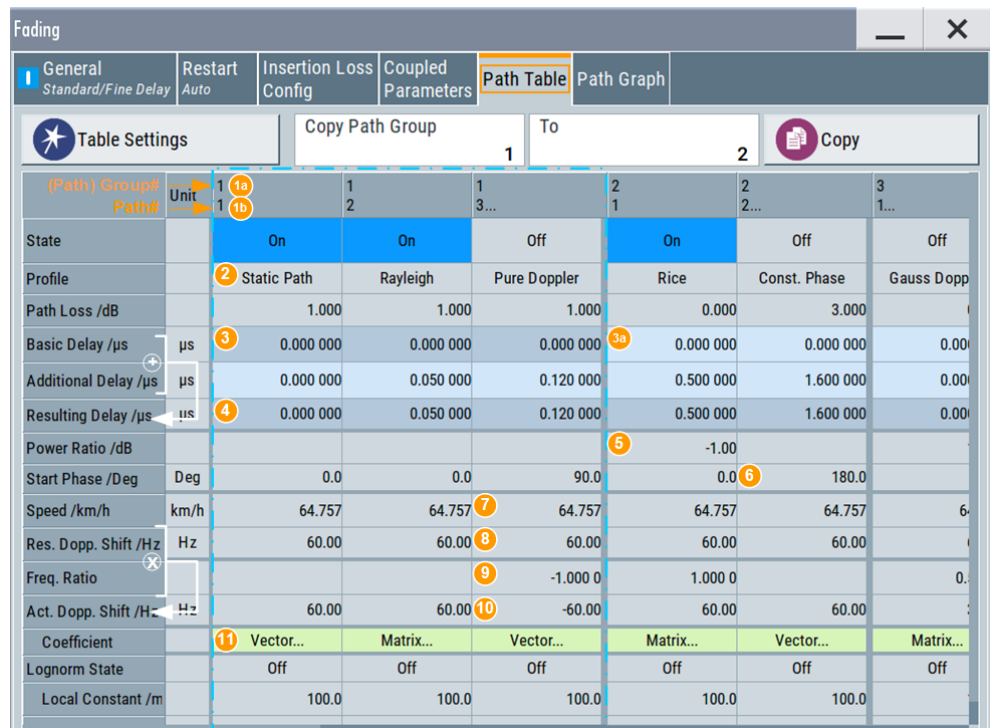 Fading
General
Standard/Fine Delay
Restart
Auto
Insertion Loss
Config
Coupled
Parameters
Path Table
Path Graph
Table Settings
Copy Path Group
1
To
2
Copy
(Path) Group#
Path#
Unit
1 1a 1 1 2 2 3
1 1b 2 3... 1 2... 1...
State On On Off On Off Off
Profile 2 Static Path Rayleigh Pure Doppler Rice Const. Phase Gauss Dopp
Path Loss /dB 1.000 1.000 1.000 0.000 3.000
Basic Delay /µs µs 3 0.000 000 0.000 000 0.000 000 3a 0.000 000 0.000 000 0.00
+
Additional Delay /µs µs 0.000 000 0.050 000 0.120 000 0.500 000 1.600 000 0.00
Resulting Delay /µs µs 4 0.000 000 0.050 000 0.120 000 0.500 000 1.600 000 0.00
Power Ratio /dB 5 -1.00
Start Phase /Deg Deg 0.0 0.0 90.0 0.0 6 180.0
Speed /km/h km/h 64.757 64.757 7 64.757 64.757 64.757 6
Res. Dopp. Shift /Hz Hz 60.00 60.00 8 60.00 60.00 60.00
X
Freq. Ratio 9 -1.000 0 1.000 0 0.
Act. Dopp. Shift /Hz Hz 60.00 60.00 10 -60.00 60.00 60.00
Coefficient 11 Vector... Matrix... Vector... Matrix... Vector... Matrix...
Lognorm State Off Off Off Off Off Off
Local Constant /m 100.0 100.0 100.0 100.0 100.0